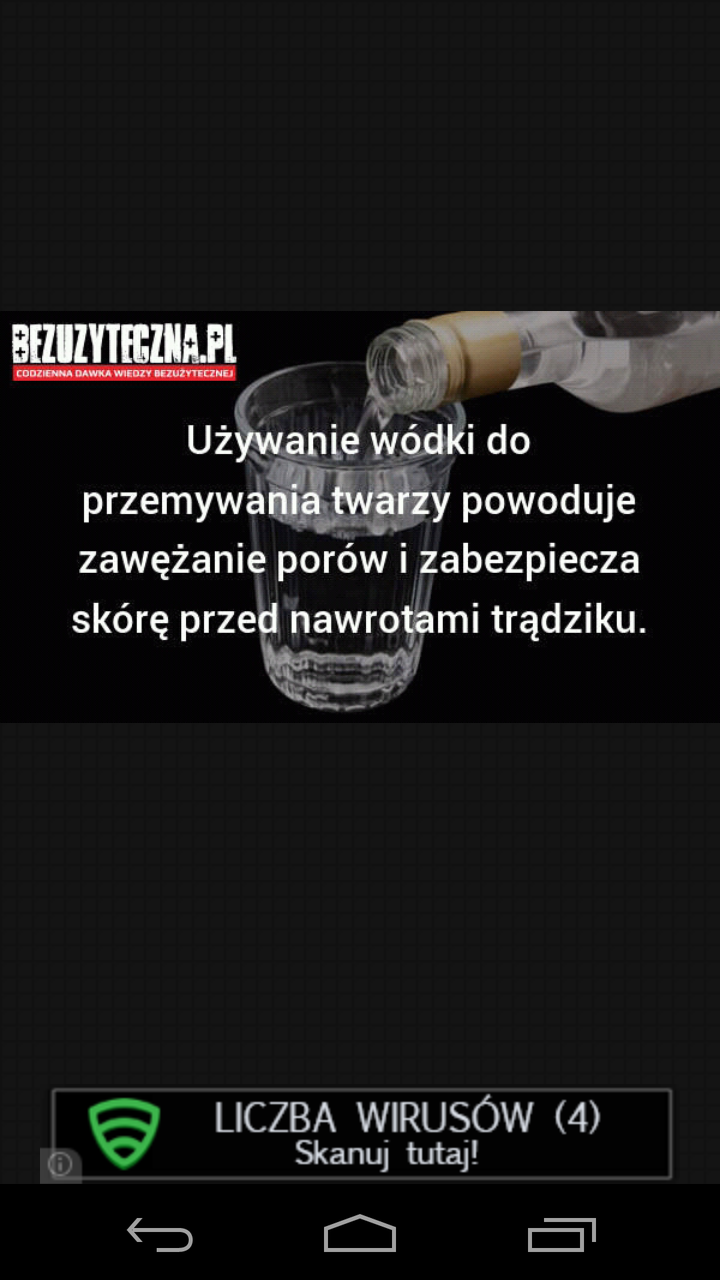 BEZUZYTECZNA.PL
CODZIENNA DAWKA WIEDZY BEZUŻYTECZNEJ
Używanie wódki do
przemywania twarzy powoduje
zawężanie porów i zabezpiecza
skórę przed nawrotami trądziku.
LICZBA WIRUSÓW (4)
Skanuj tutaj!